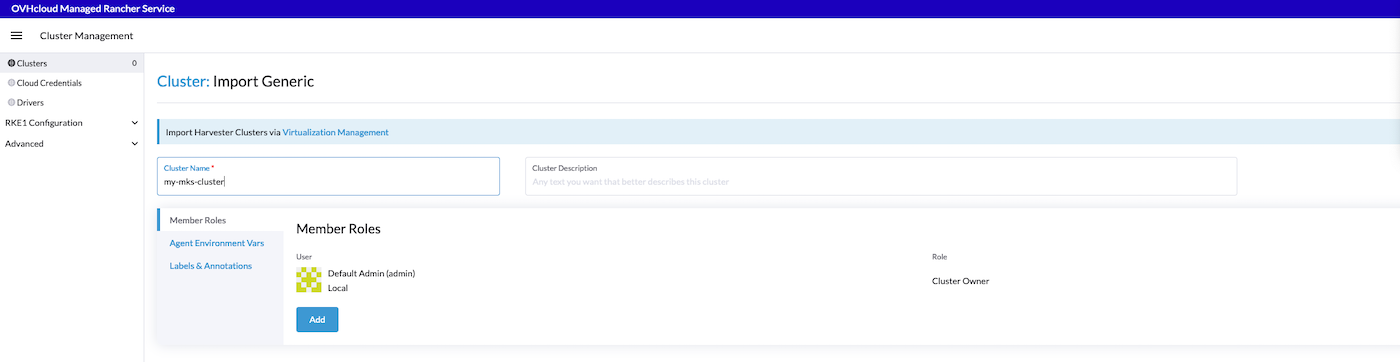 OVHcloud Managed Rancher Service
Cluster Management
Clusters 0
Cloud Credentials
Drivers
RKE1 Configuration
Advanced
Cluster: Import Generic
Import Harvester Clusters via Virtualization Management
Cluster Name *
my-mks-cluster
Cluster Description
Any text you want that better describes this cluster
Member Roles
Agent Environment Vars
Labels & Annotations
Member Roles
User Role
Default Admin (admin)
Local
Cluster Owner
Add